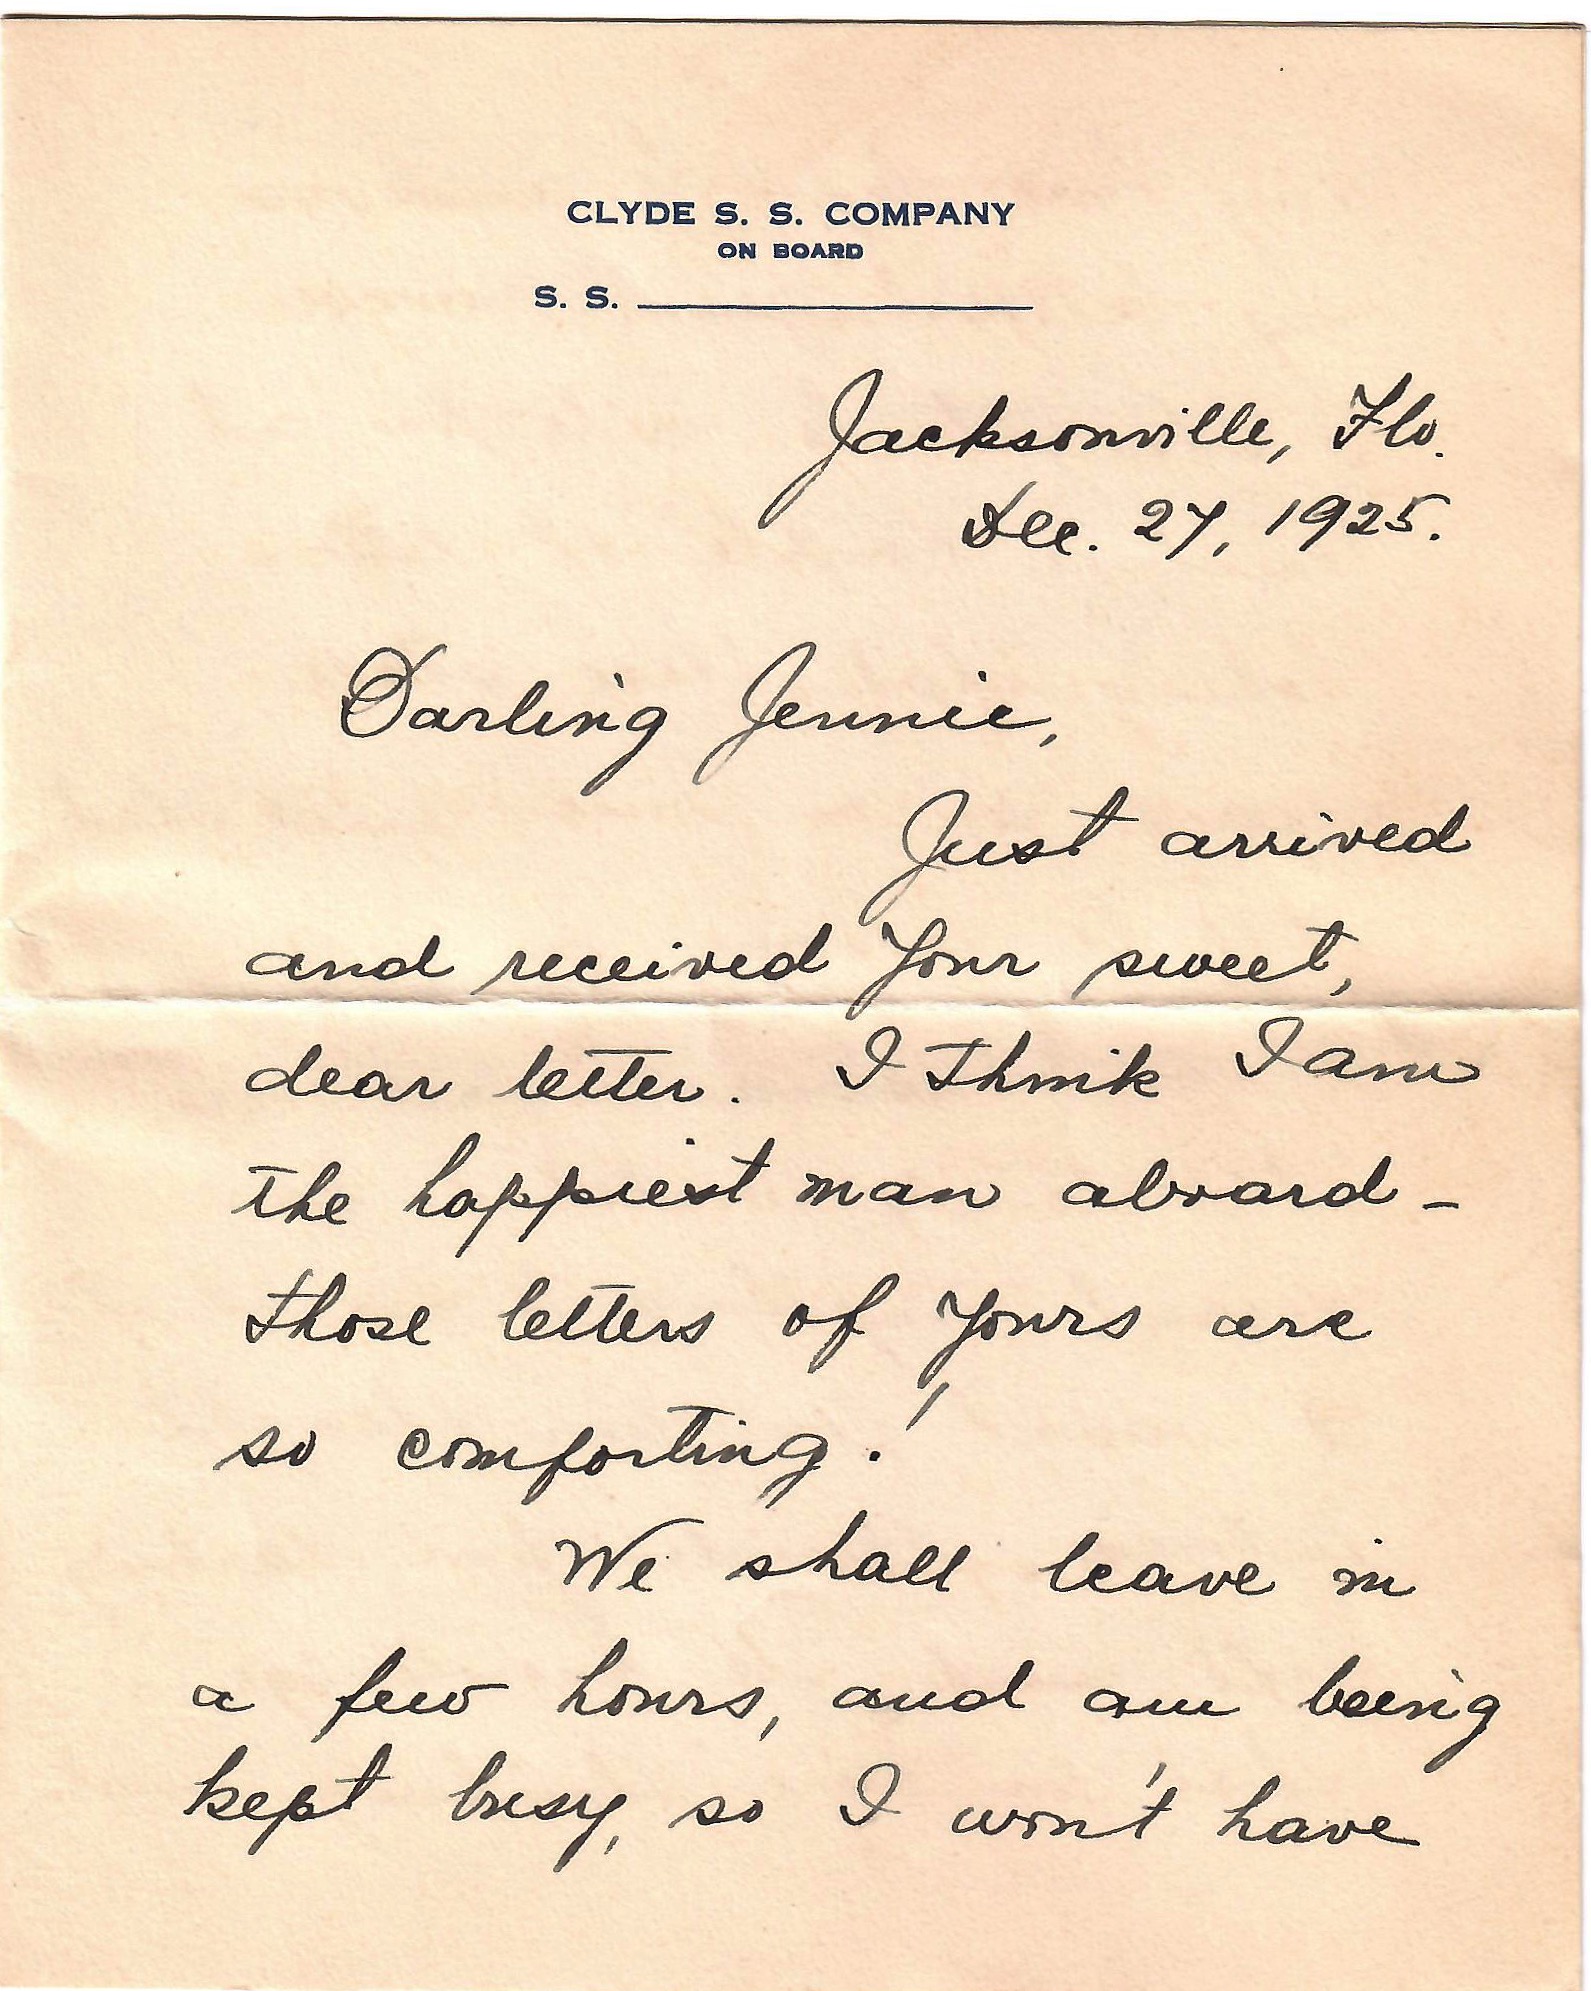 CLYDE S. S. COMPANY
ON BOARD
S. S.
Jacksonville, Flo.
Dec. 27, 1925.
Darling Jennie,
Just arrived
and received your sweet,
dear letter. I think I am
the happiest man aboard -
those letters of yours are
so comforting!
We shall leave in
a few hours, and am being
kept busy, so I won't have